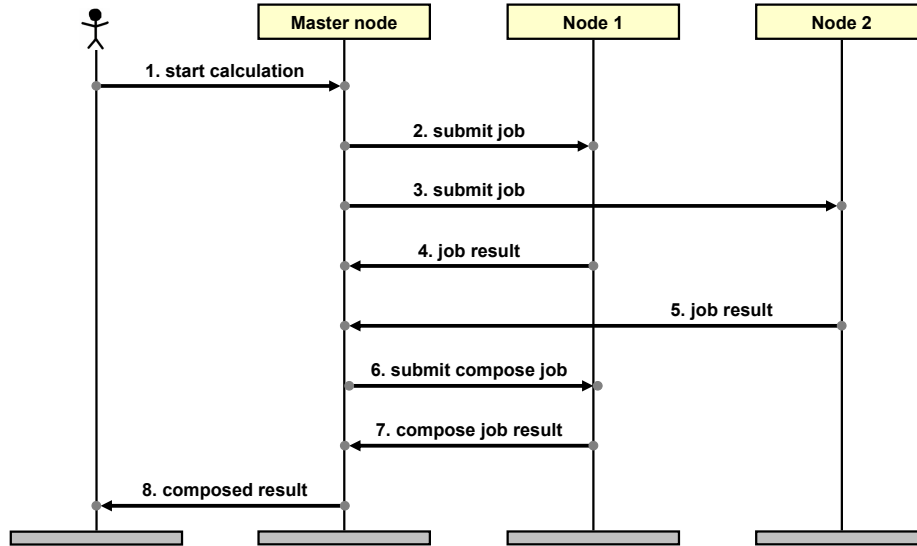 Master node
Node 1
Node 2
1. start calculation
2. submit job
3. submit job
4. job result
5. job result
6. submit compose job
7. compose job result
8. composed result